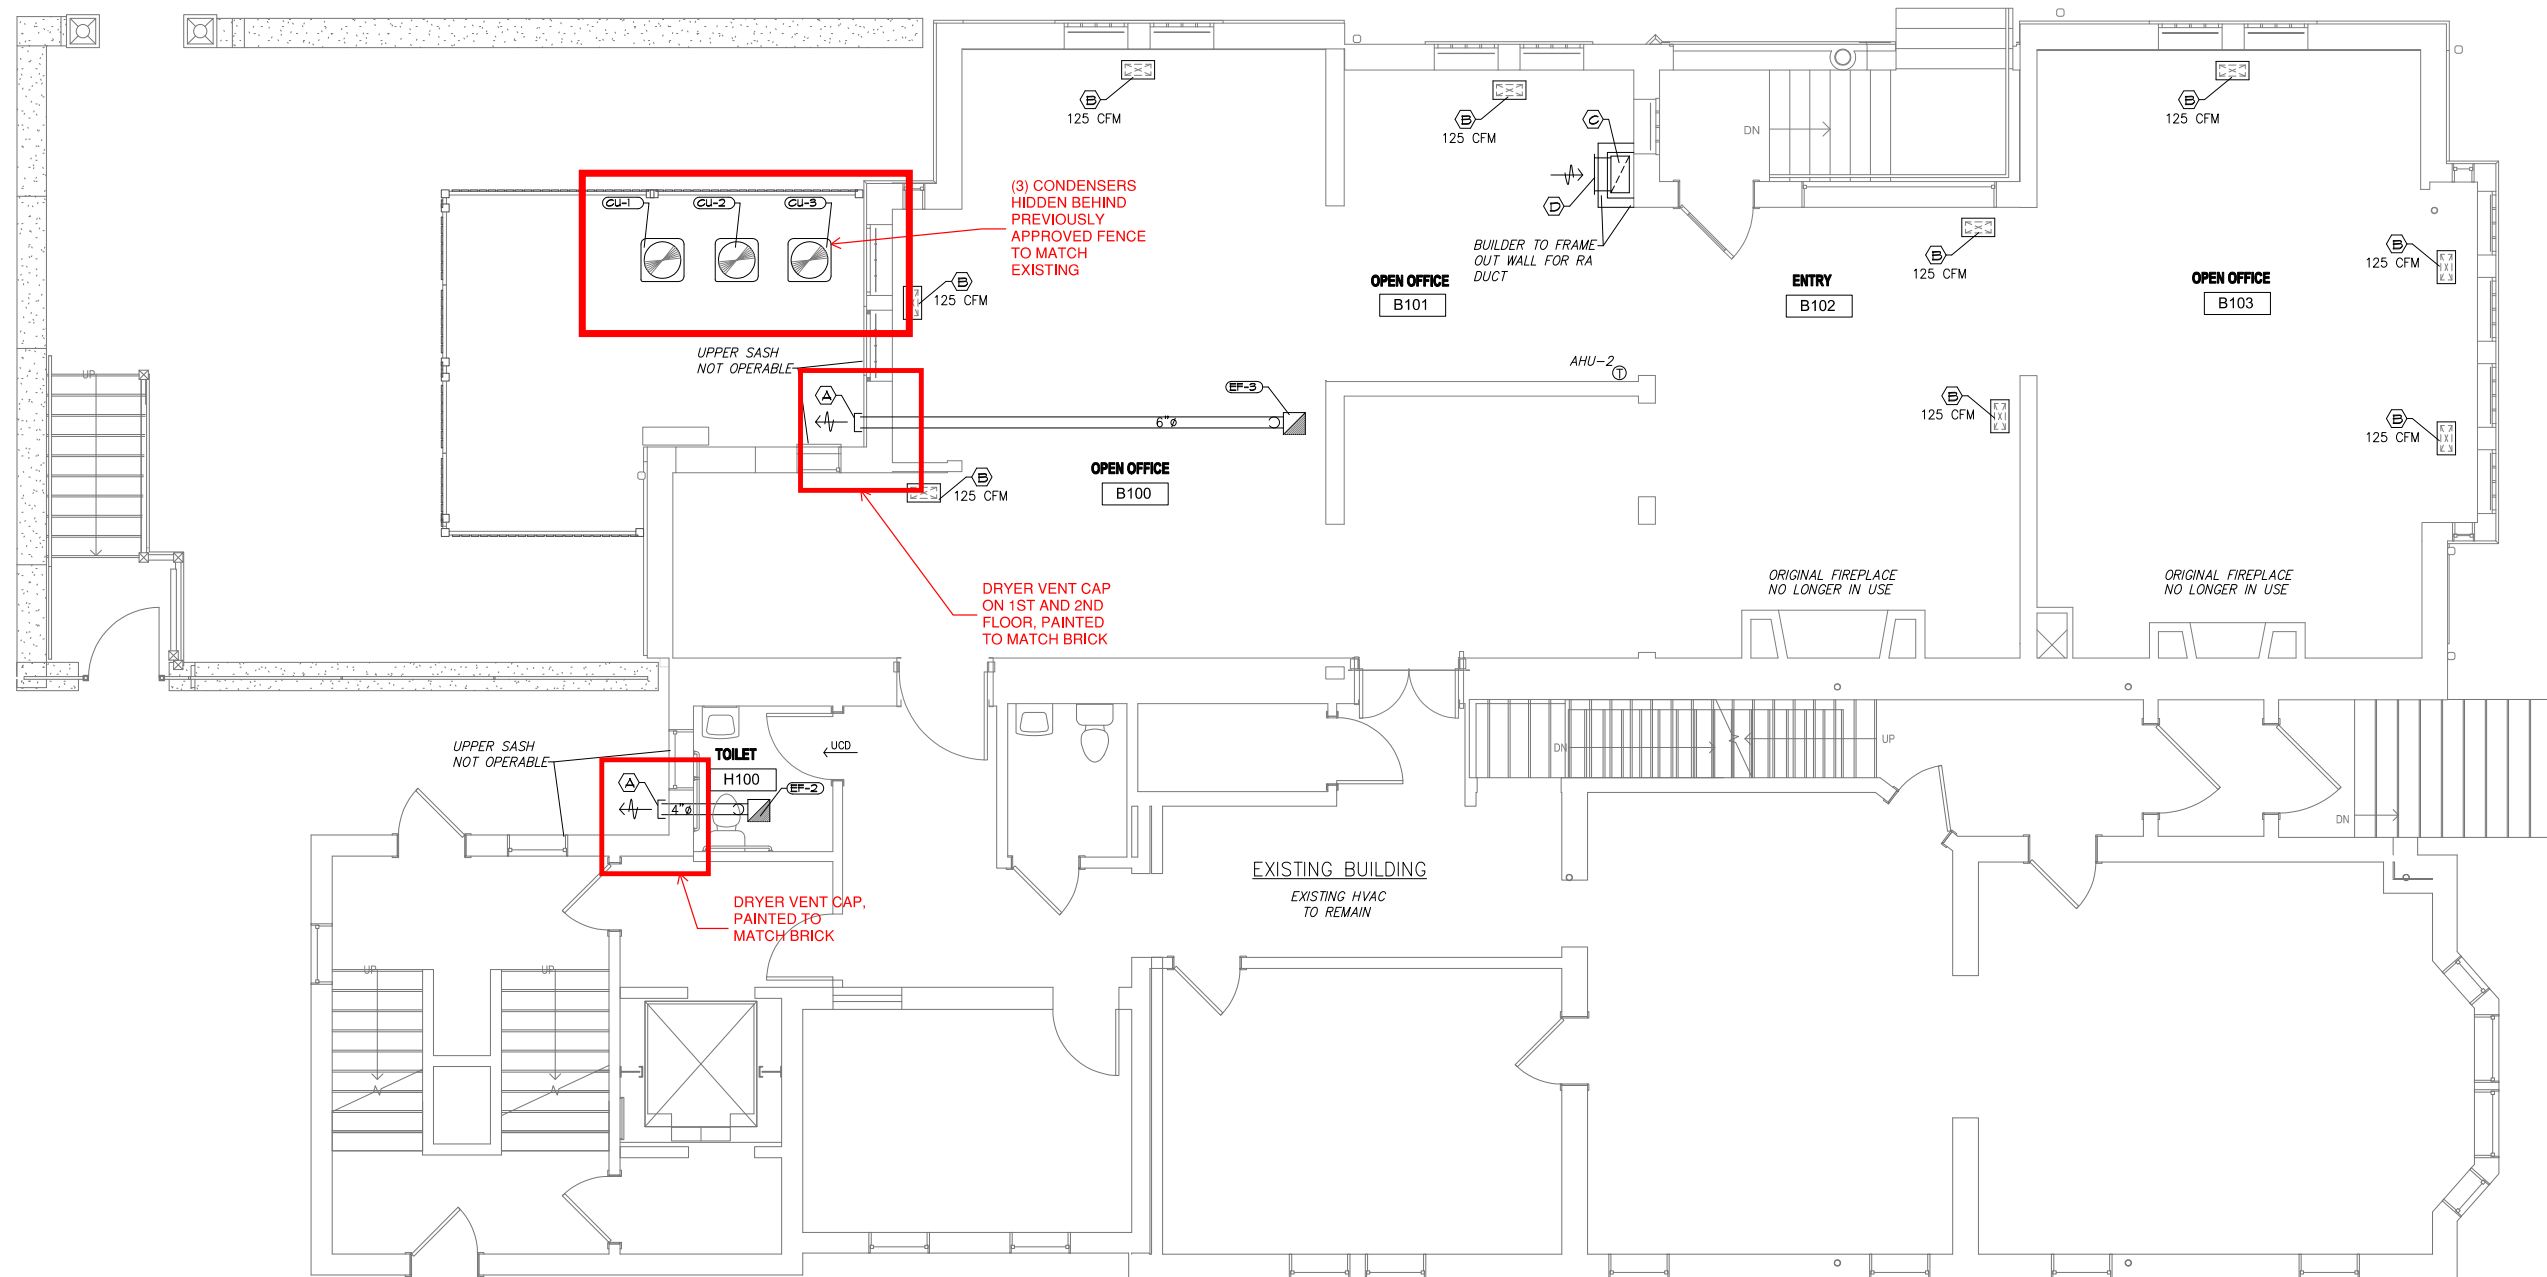 B
125 CFM
B
125 CFM
C
B
125 CFM
DN
(3) CONDENSERS
HIDDEN BEHIND
PREVIOUSLY
APPROVED FENCE
TO MATCH
EXISTING
CU-1
CU-2
CU-3
D
BUILDER TO FRAME
OUT WALL FOR RA
DUCT
B
125 CFM
B
125 CFM
B
125 CFM
OPEN OFFICE
B101
ENTRY
B102
OPEN OFFICE
B103
UPPER SASH
NOT OPERABLE
AHU-2
T
UP
A
6"ø
EF-3
B
125 CFM
B
125 CFM
OPEN OFFICE
B100
B
125 CFM
DRYER VENT CAP
ON 1ST AND 2ND
FLOOR, PAINTED
TO MATCH BRICK
ORIGINAL FIREPLACE
NO LONGER IN USE
ORIGINAL FIREPLACE
NO LONGER IN USE
UPPER SASH
NOT OPERABLE
TOILET
H100
UCD
DN
UP
A
4"ø
EF-2
DN
EXISTING BUILDING
EXISTING HVAC
TO REMAIN
DRYER VENT CAP,
PAINTED TO
MATCH BRICK
UP
UP